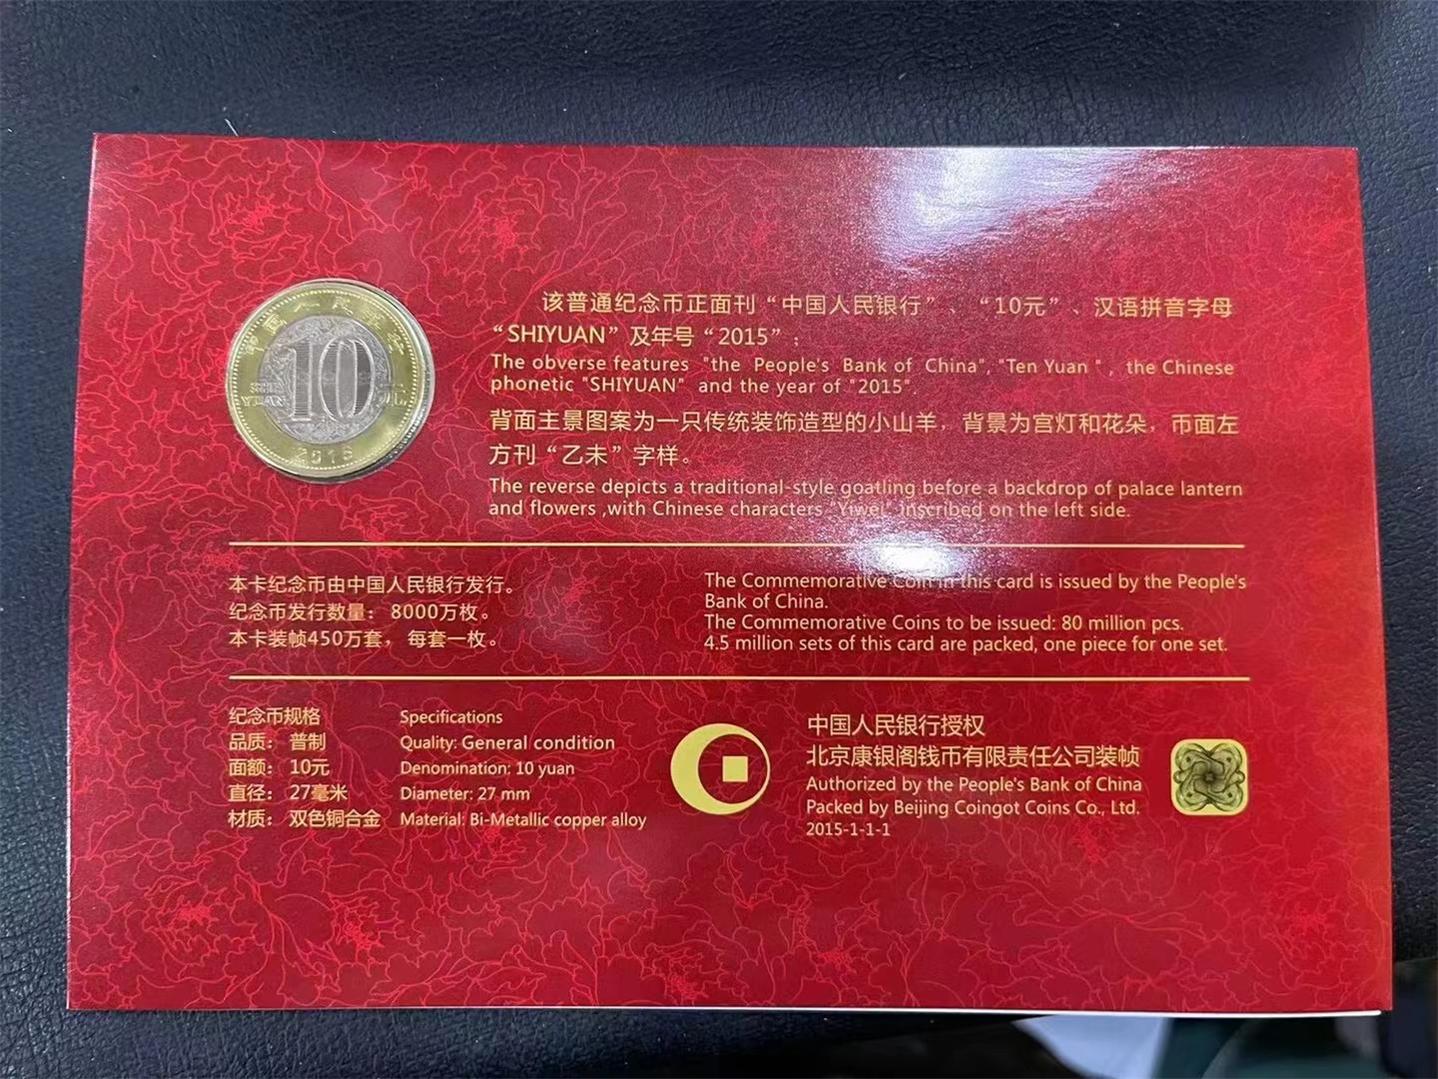 中国人民银行
10
元
SHI
YUAN
该普通纪念币正面刊“中国人民银行”、“10元”、汉语拼音字母
“SHIYUAN”及年号“2015”;
The obverse features "the People's Bank of China", "Ten Yuan ", the Chinese
phonetic "SHIYUAN" and the year of "2015".
背面主景图案为一只传统装饰造型的小山羊，背景为宫灯和花朵，币面左
方刊“乙未”字样。
The reverse depicts a traditional-style goatling before a backdrop of palace lantern
and flowers ,with Chinese characters "Yiwei" inscribed on the left side.
本卡纪念币由中国人民银行发行。
纪念币发行数量： 8000万枚。
本卡装帧450万套， 每套一枚。
The Commemorative Coin in this card is issued by the People's
Bank of China.
The Commemorative Coins to be issued: 80 million pcs.
4.5 million sets of this card are packed, one piece for one set.
纪念币规格 Specifications
品质： 普制 Quality: General condition
面额： 10元 Denomination: 10 yuan
直径： 27毫米 Diameter: 27 mm
材质： 双色铜合金 Material: Bi-Metallic copper alloy
中国人民银行授权
北京康银阁钱币有限责任公司装帧
Authorized by the People's Bank of China
Packed by Beijing Coingot Coins Co., Ltd.
2015-1-1-1